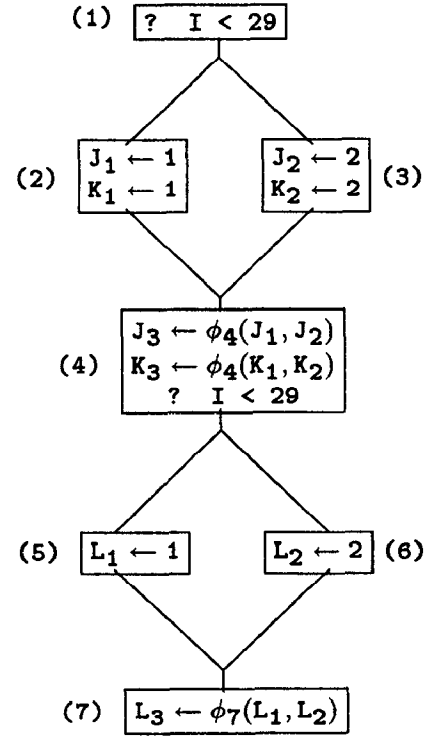 (1) ? I < 29
(2) J₁ ← 1 J₂ ← 2 (3)
K₁ ← 1 K₂ ← 2
J₃ ← ϕ₄(J₁,J₂)
(4) K₃ ← ϕ₄(K₁,K₂)
? I < 29
(5) L₁ ← 1 L₂ ← 2 (6)
(7) L₃ ← ϕ₇(L₁,L₂)